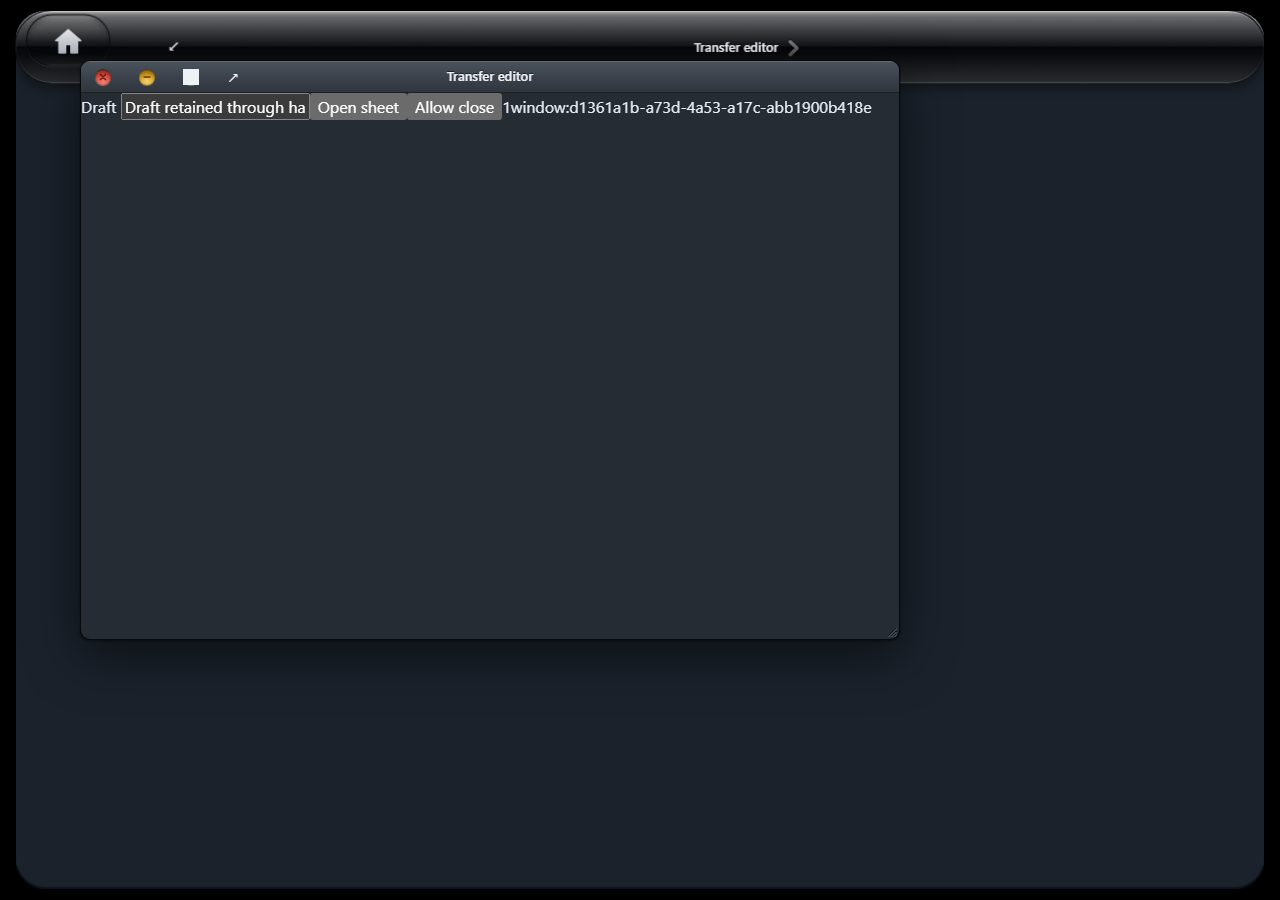 Transfer editor
Transfer editor
Draft Draft retained through ha Open sheet Allow close 1window:d1361a1b-a73d-4a53-a17c-abb1900b418e